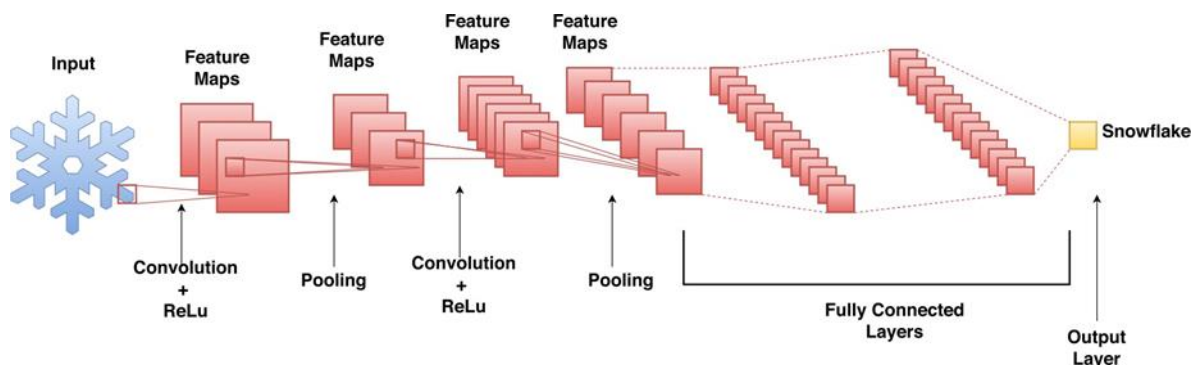 Input
Feature
Maps
Feature
Maps
Feature
Maps
Feature
Maps
Snowflake
Convolution
+
ReLu
Pooling
Convolution
+
ReLu
Pooling
Fully Connected
Layers
Output
Layer